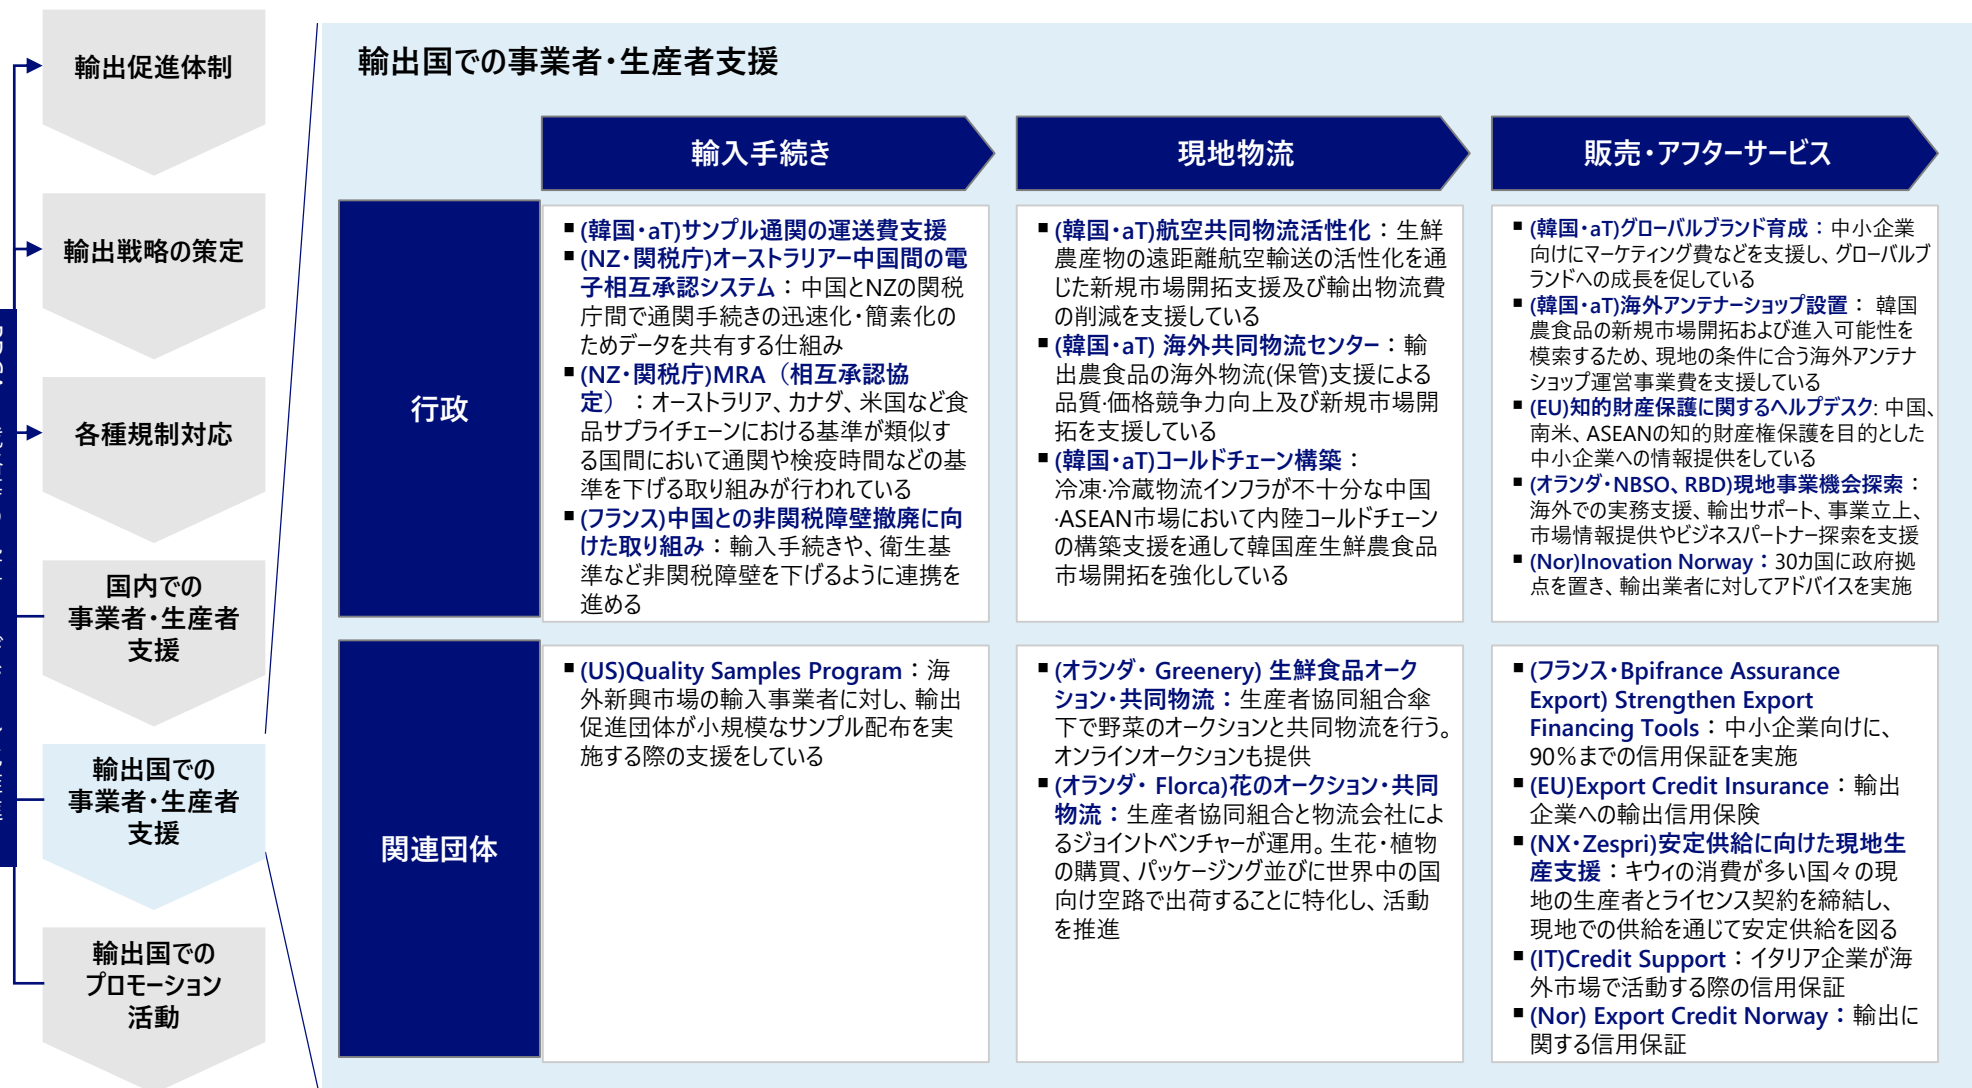 輸出促進体制
輸出戦略の策定
各種規制対応
国内での
事業者・生産者
支援
輸出国での
事業者・生産者
支援
輸出国での
プロモーション
活動
輸出国での事業者・生産者支援
輸入手続き
現地物流
販売・アフターサービス
行政
■(韓国・aT)サンプル通関の運送費支援
■(NZ・関税庁)オーストラリアー中国間の電
子相互承認システム：中国とNZの関税
庁間で通関手続きの迅速化・簡素化の
ためデータを共有する仕組み
■(NZ・関税庁)MRA（相互承認協
定）：オーストラリア、カナダ、米国など食
品サプライチェーンにおける基準が類似す
る国間において通関や検疫時間などの基
準を下げる取り組みが行われている
■(フランス)中国との非関税障壁撤廃に向
けた取り組み：輸入手続きや、衛生基
準など非関税障壁を下げるように連携を
進める
■(韓国・aT)航空共同物流活性化：生鮮
農産物の遠距離航空輸送の活性化を通
じた新規市場開拓支援及び輸出物流費
の削減を支援している
■(韓国・aT) 海外共同物流センター：輸
出農食品の海外物流(保管)支援による
品質·価格競争力向上及び新規市場開
拓を支援している
■(韓国・aT)コールドチェーン構築：
冷凍·冷蔵物流インフラが不十分な中国
·ASEAN市場において内陸コールドチェーン
の構築支援を通して韓国産生鮮農食品
市場開拓を強化している
■(韓国・aT)グローバルブランド育成：中小企業
向けにマーケティング費などを支援し、グローバルブ
ランドへの成長を促している
■(韓国・aT)海外アンテナーショップ設置： 韓国
農食品の新規市場開拓および進入可能性を
模索するため、現地の条件に合う海外アンテナ
ショップ運営事業費を支援している
■(EU)知的財産保護に関するヘルプデスク: 中国、
南米、ASEANの知的財産権保護を目的とした
中小企業への情報提供をしている
■(オランダ・NBSO、RBD)現地事業機会探索：
海外での実務支援、輸出サポート、事業立上、
市場情報提供やビジネスパートナー探索を支援
■(Nor)Inovation Norway：30カ国に政府拠
点を置き、輸出業者に対してアドバイスを実施
関連団体
■(US)Quality Samples Program：海
外新興市場の輸入事業者に対し、輸出
促進団体が小規模なサンプル配布を実
施する際の支援をしている
■(オランダ・ Greenery) 生鮮食品オーク
ション・共同物流：生産者協同組合傘
下で野菜のオークションと共同物流を行う。
オンラインオークションも提供
■(オランダ・ Florca)花のオークション・共同
物流：生産者協同組合と物流会社によ
るジョイントベンチャーが運用。生花・植物
の購買、パッケージング並びに世界中の国
向け空路で出荷することに特化し、活動
を推進
■(フランス・Bpifrance Assurance
Export) Strengthen Export
Financing Tools：中小企業向けに、
90％までの信用保証を実施
■(EU)Export Credit Insurance：輸出
企業への輸出信用保険
■(NX・Zespri)安定供給に向けた現地生
産支援：キウィの消費が多い国々の現
地の生産者とライセンス契約を締結し、
現地での供給を通じて安定供給を図る
■(IT)Credit Support：イタリア企業が海
外市場で活動する際の信用保証
■(Nor) Export Credit Norway：輸出に
関する信用保証